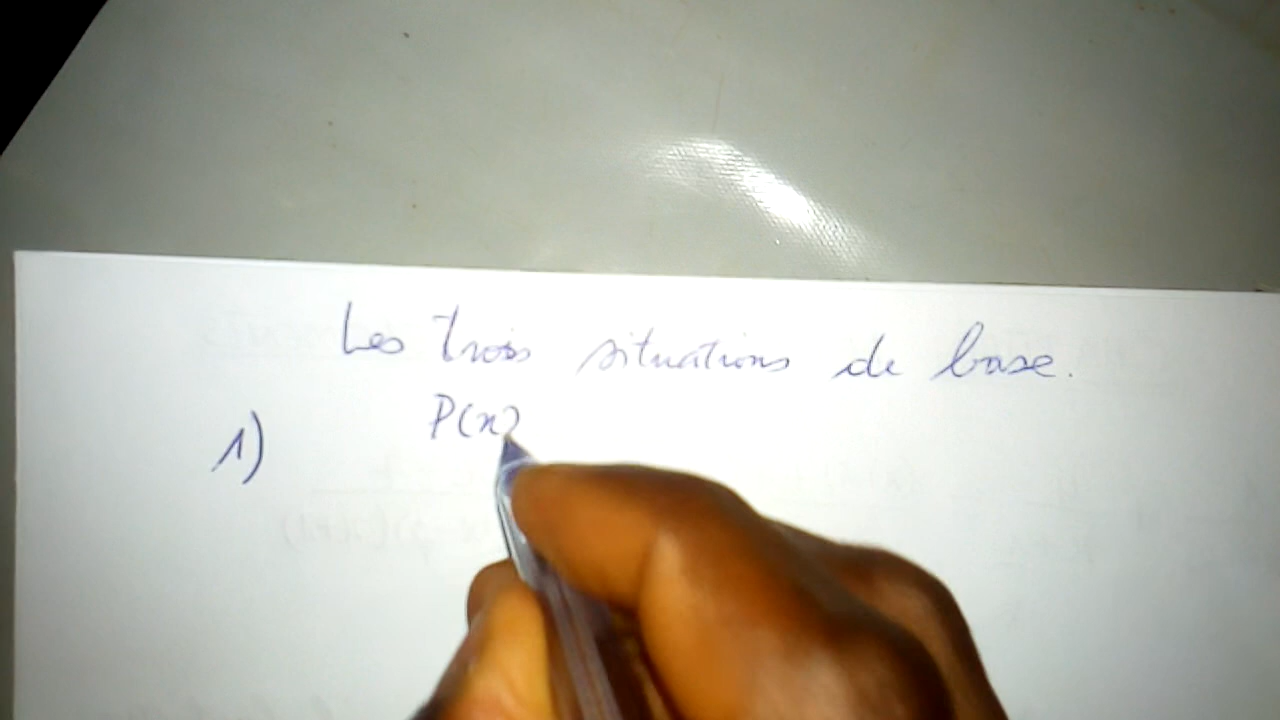 Les trois situations de base.
1) P(x)